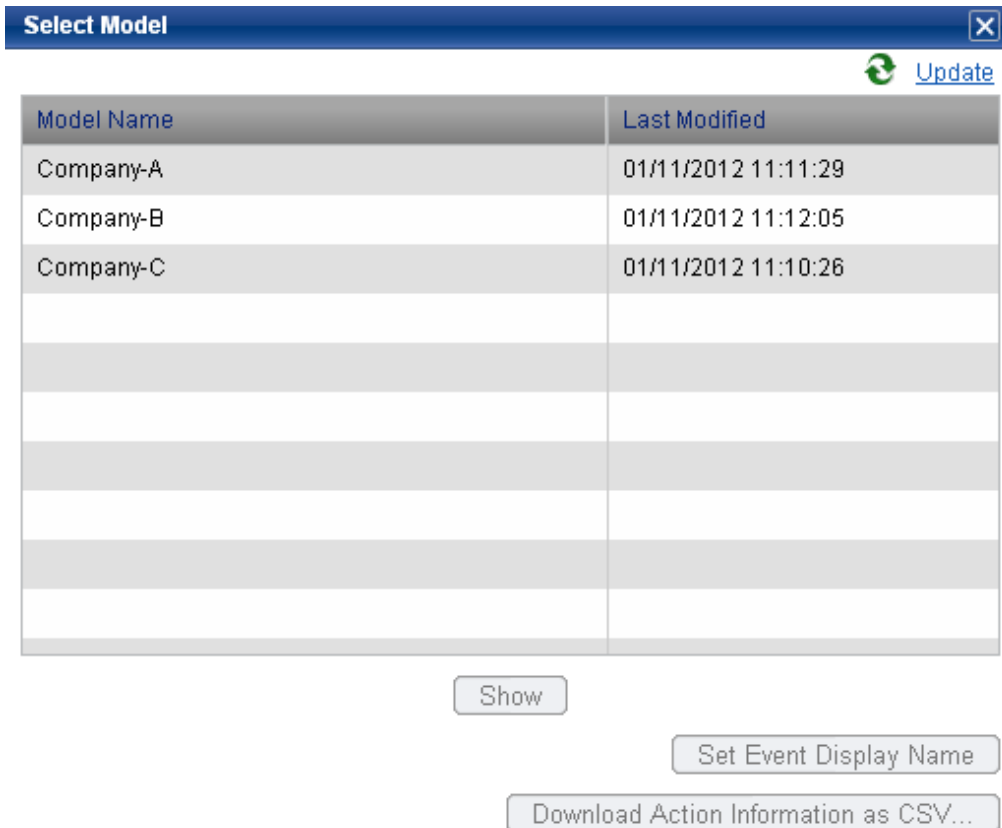 Select Model
Update
Model Name Last Modified
Company-A 01/11/2012 11:11:29
Company-B 01/11/2012 11:12:05
Company-C 01/11/2012 11:10:26
Show
Set Event Display Name
Download Action Information as CSV...